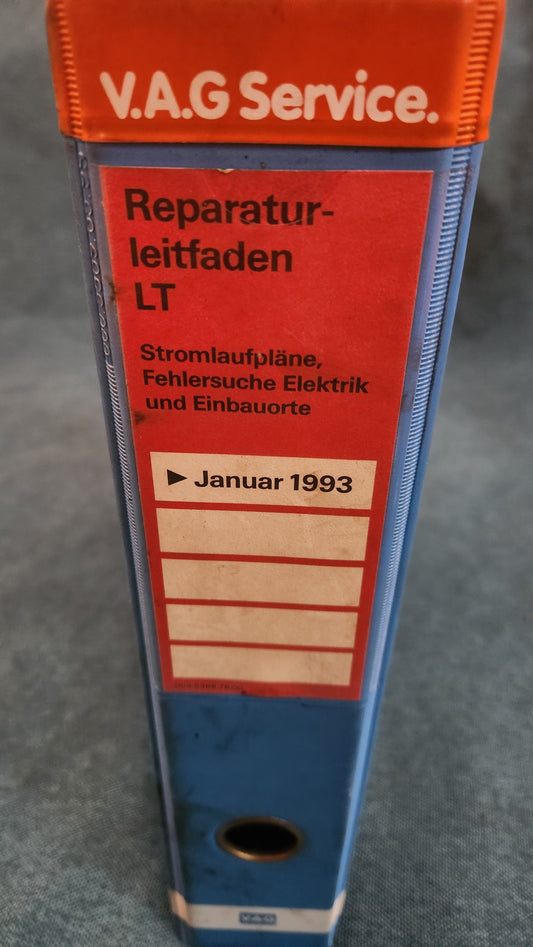 V.A.G Service.
Reparatur-
leitfaden
LT
Stromlaufpläne,
Fehlersuche Elektrik
und Einbauorte
► Januar 1993
V.A.G